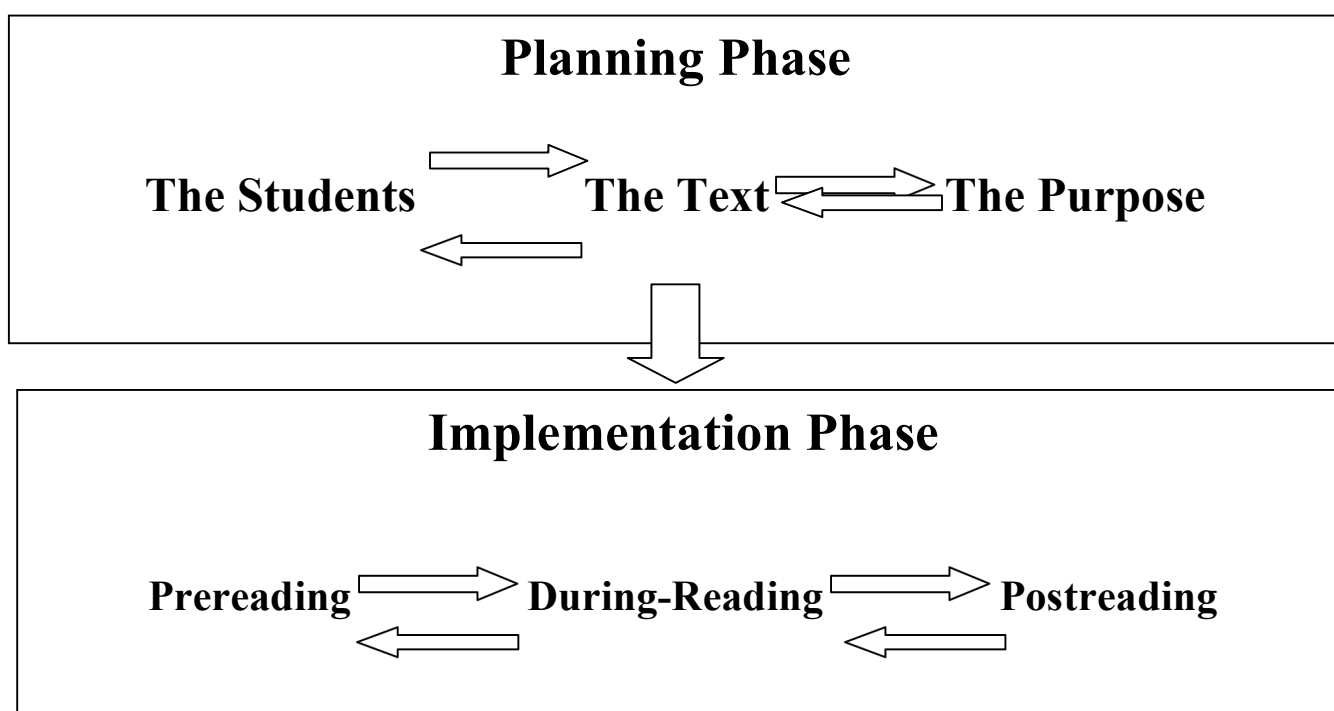 Planning Phase
The Students The Text The Purpose
Implementation Phase
Prereading During-Reading Postreading